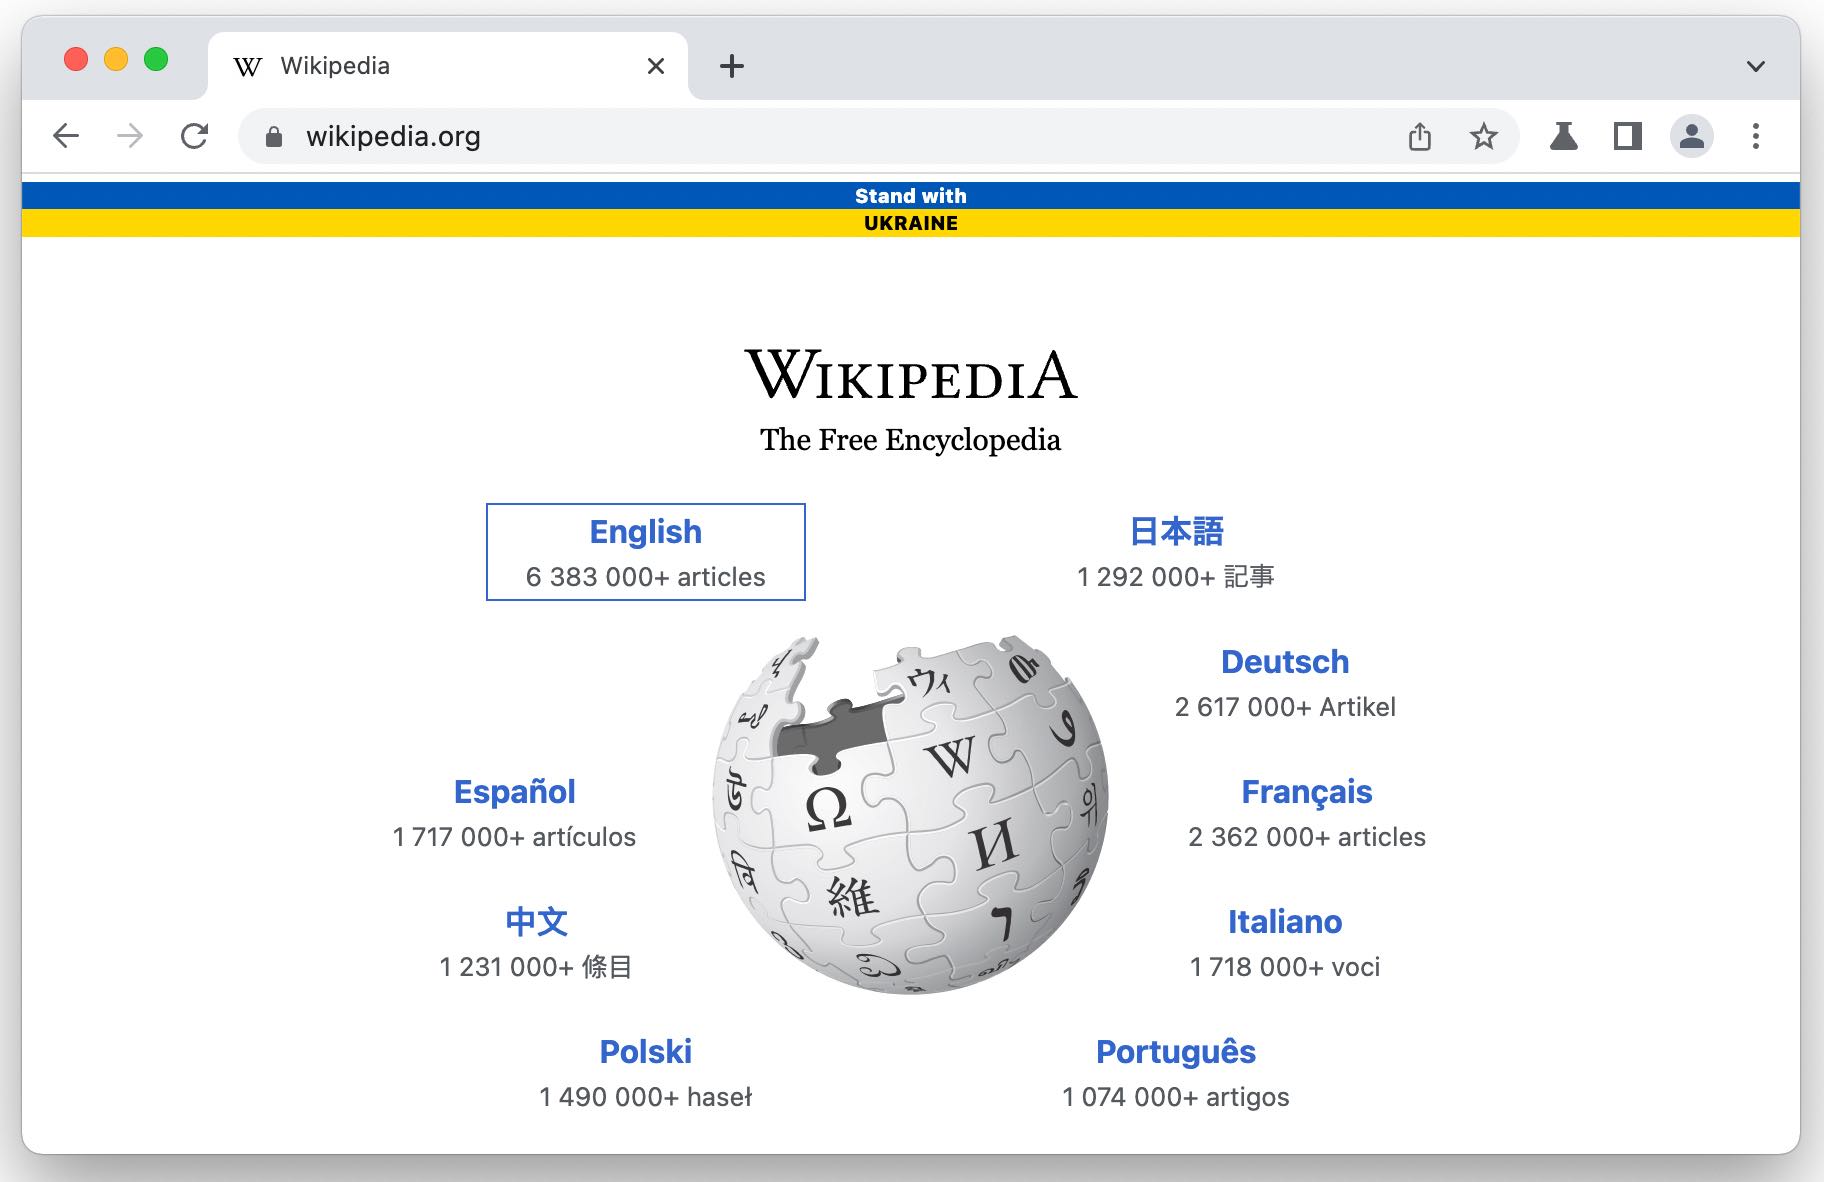 Wikipedia
wikipedia.org
Stand with
UKRAINE
WIKIPEDIA
The Free Encyclopedia
English
6 383 000+ articles
日本語
1 292 000+ 記事
Deutsch
2 617 000+ Artikel
Español
1 717 000+ artículos
Français
2 362 000+ articles
中文
1 231 000+ 條目
Italiano
1 718 000+ voci
Polski
1 490 000+ haseł
Português
1 074 000+ artigos
ウィ
W
Ω
И
維
ו